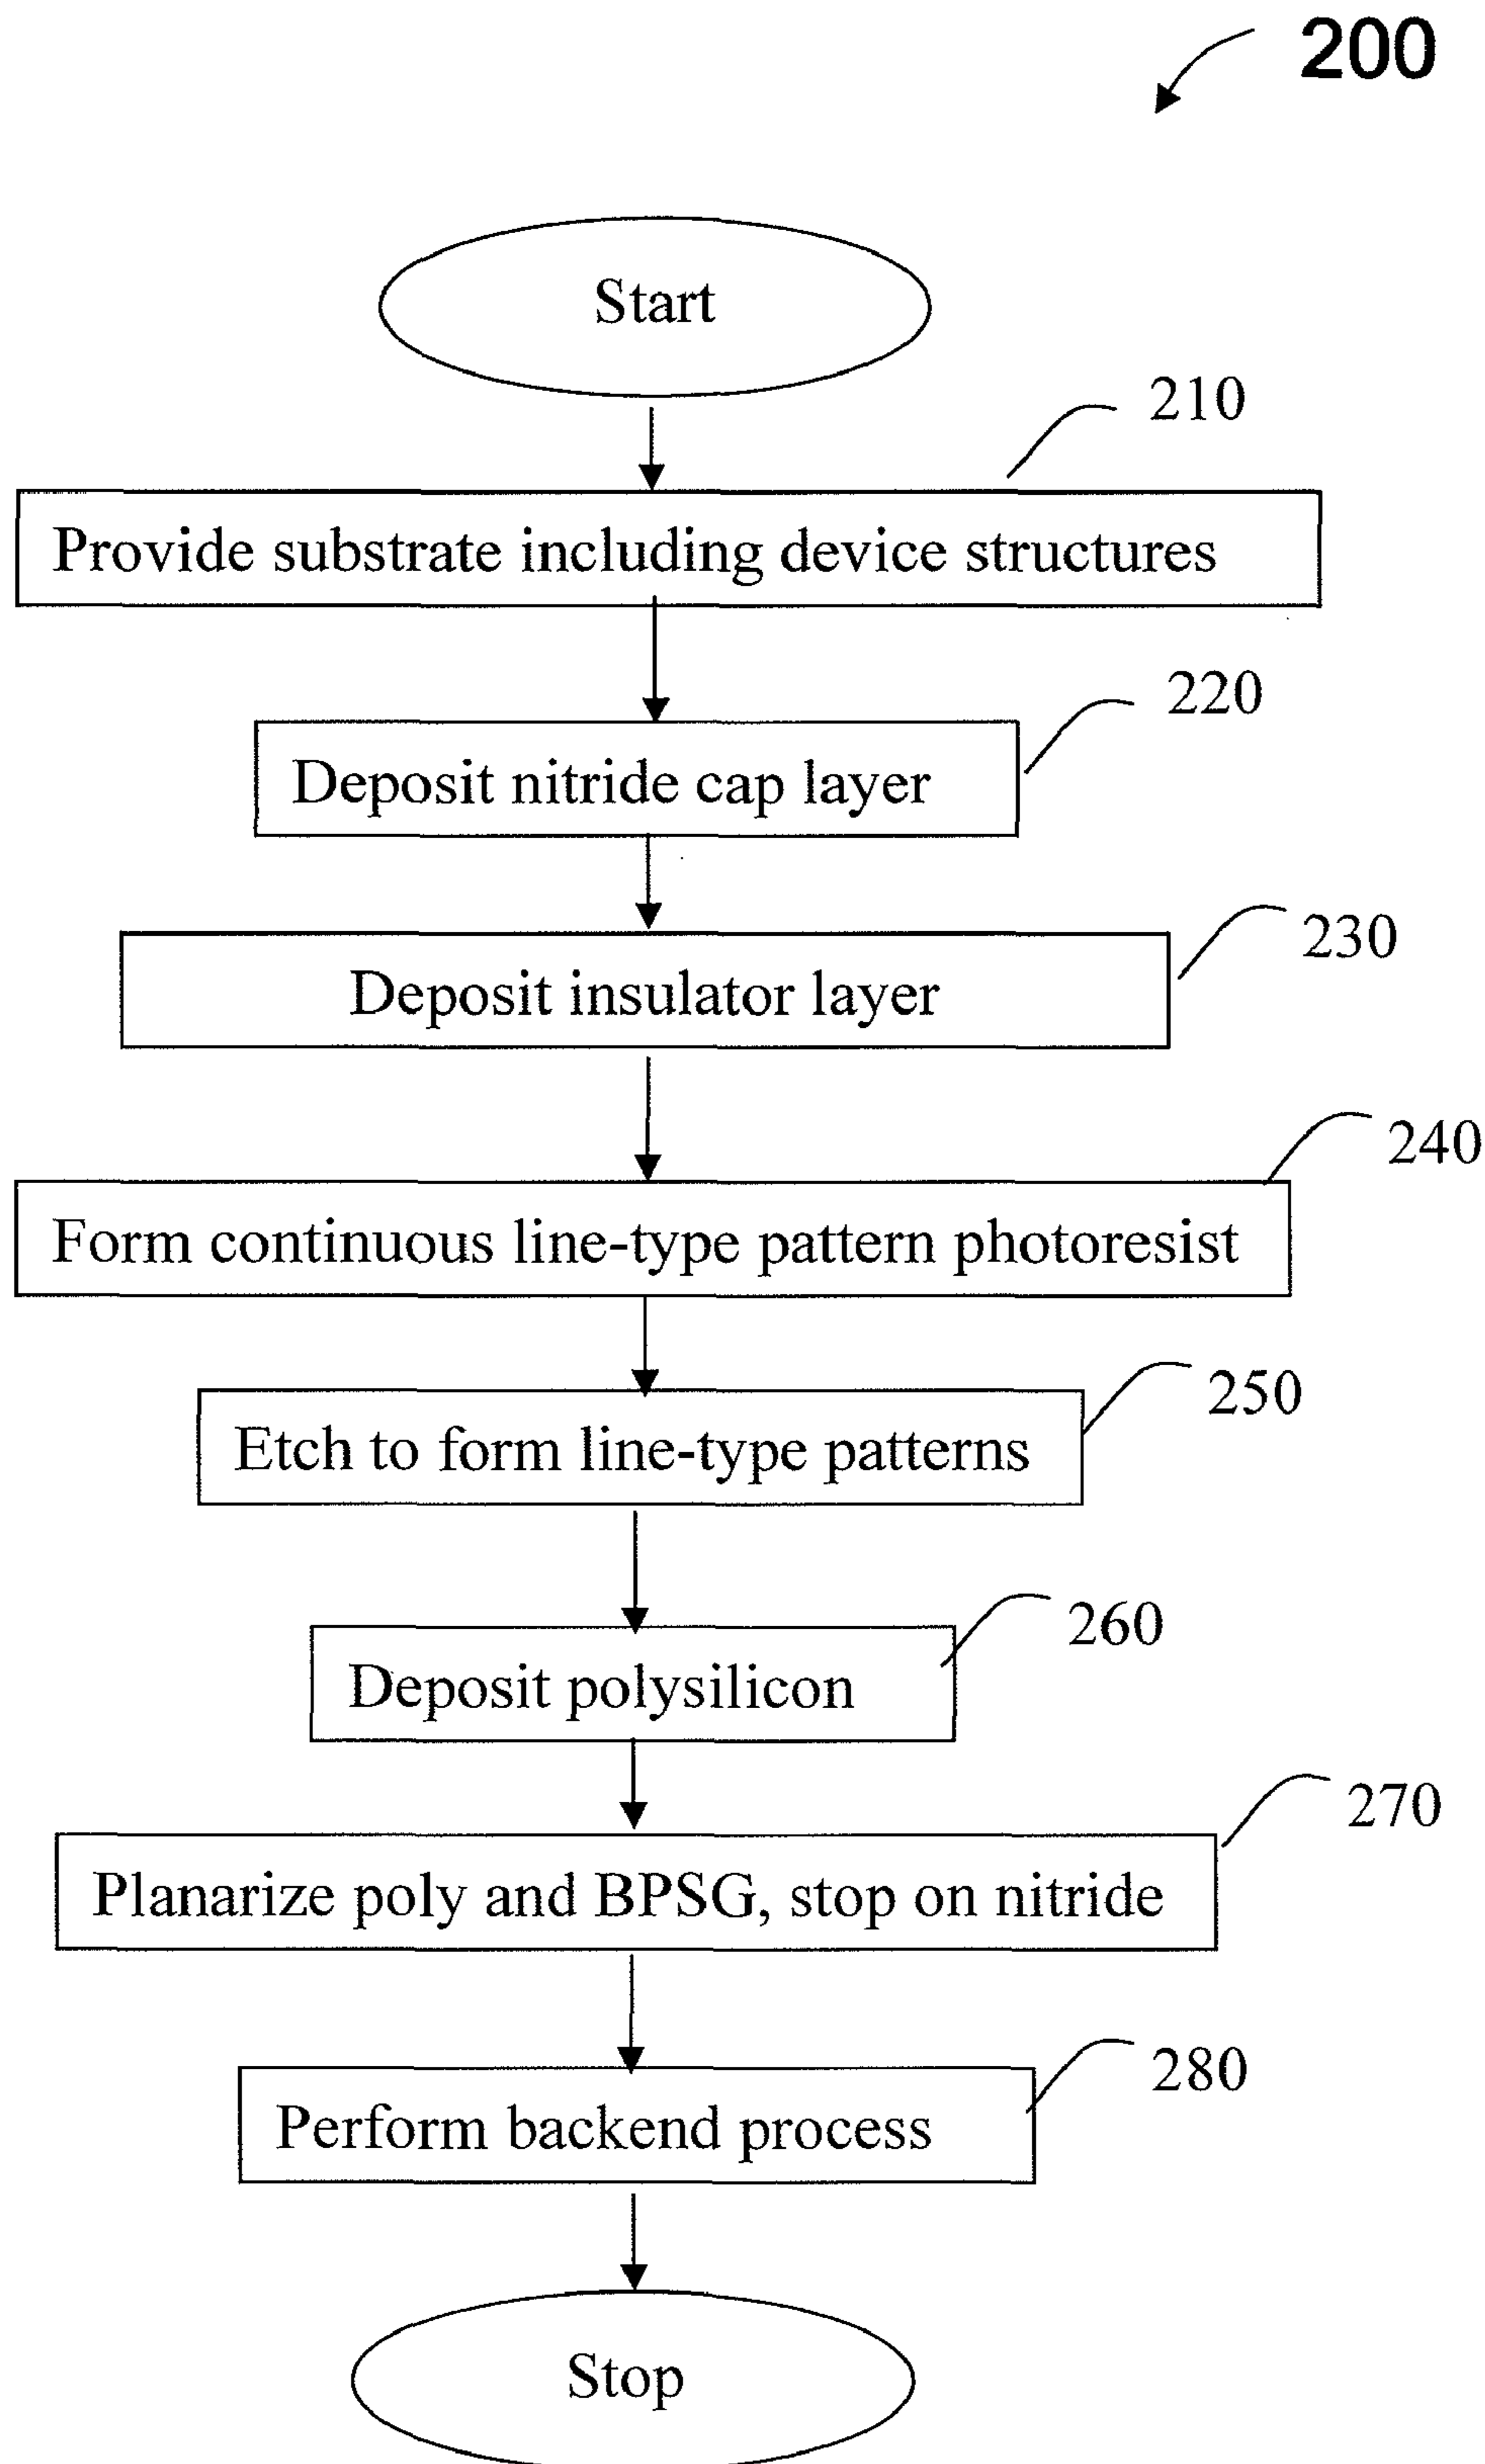 200
Start
210
Provide substrate including device structures
220
Deposit nitride cap layer
230
Deposit insulator layer
240
Form continuous line-type pattern photoresist
250
Etch to form line-type patterns
260
Deposit polysilicon
270
Planarize poly and BPSG, stop on nitride
280
Perform backend process
Stop